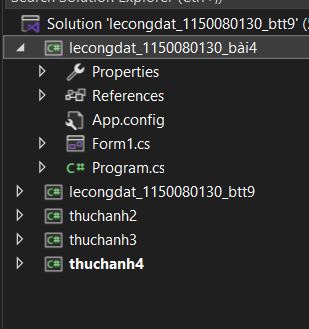 Search Solution Explorer (Ctrl+;)
Solution 'lecongdat_1150080130_btt9' (5
lecongdat_1150080130_bài4
Properties
References
App.config
Form1.cs
C# Program.cs
C# lecongdat_1150080130_btt9
C# thuchanh2
C# thuchanh3
C# thuchanh4